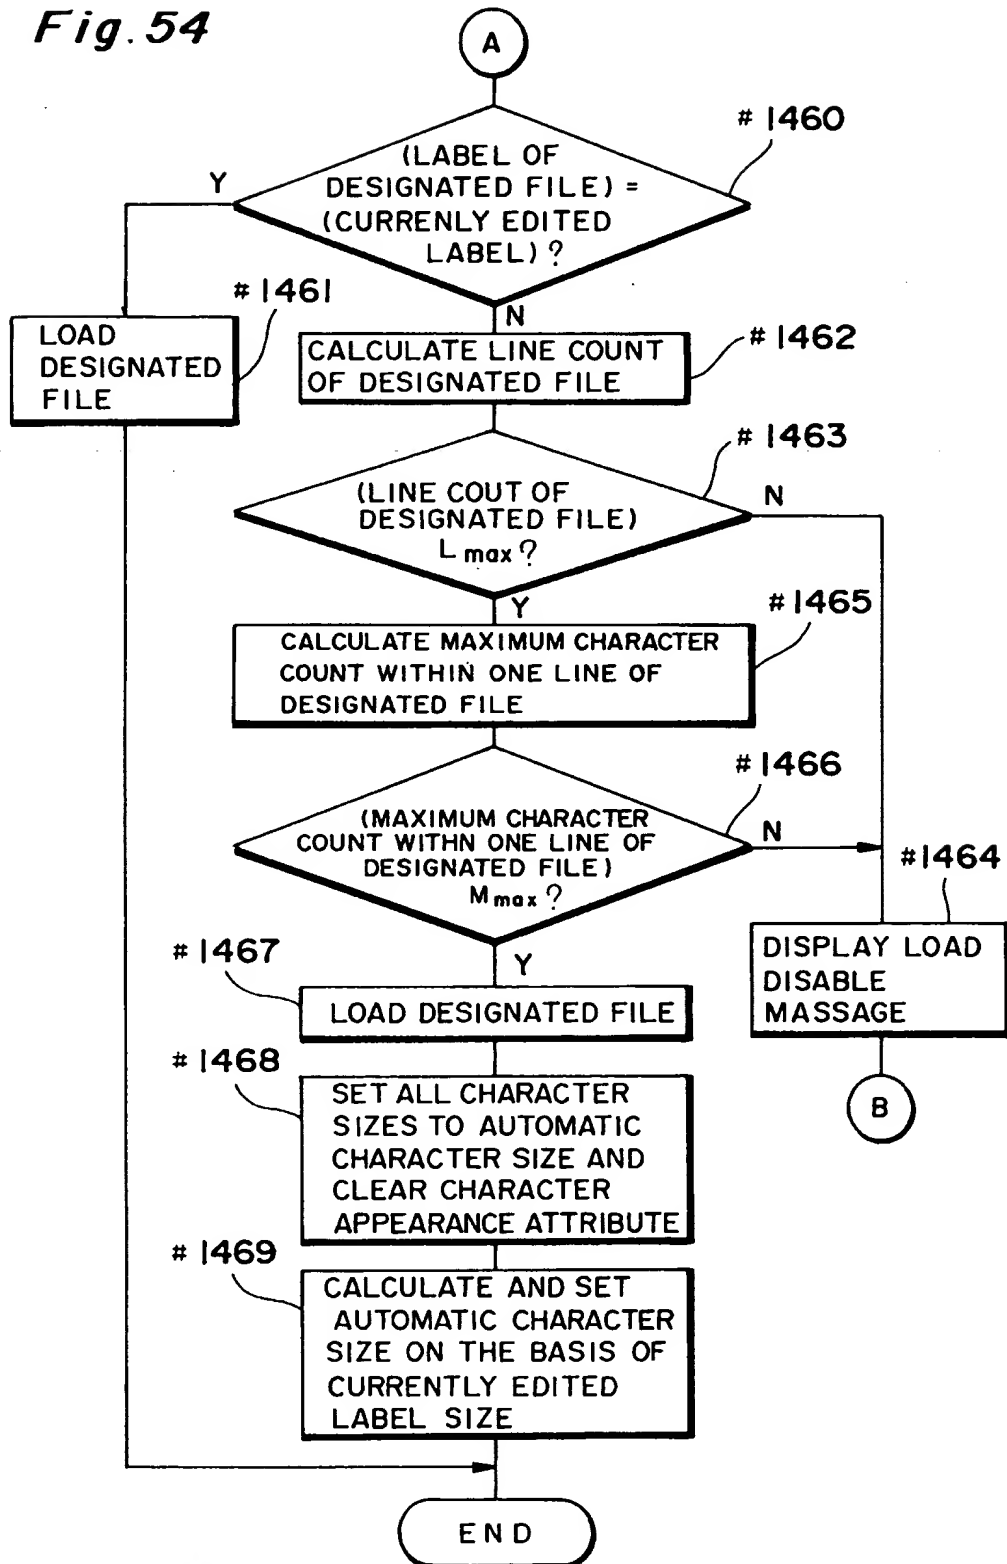 Fig. 54
A
# 1460
(LABEL OF
DESIGNATED FILE) =
(CURRENLY EDITED
LABEL) ?
Y
N
# 1461
LOAD
DESIGNATED
FILE
# 1462
CALCULATE LINE COUNT
OF DESIGNATED FILE
# 1463
(LINE COUT OF
DESIGNATED FILE)
Lmax ?
N
Y
# 1465
CALCULATE MAXIMUM CHARACTER
COUNT WITHIN ONE LINE OF
DESIGNATED FILE
# 1466
(MAXIMUM CHARACTER
COUNT WITHN ONE LINE OF
DESIGNATED FILE)
Mmax ?
N
Y
#1464
DISPLAY LOAD
DISABLE
MASSAGE
B
# 1467
LOAD DESIGNATED FILE
# 1468
SET ALL CHARACTER
SIZES TO AUTOMATIC
CHARACTER SIZE AND
CLEAR CHARACTER
APPEARANCE ATTRIBUTE
# 1469
CALCULATE AND SET
AUTOMATIC CHARACTER
SIZE ON THE BASIS OF
CURRENTLY EDITED
LABEL SIZE
END